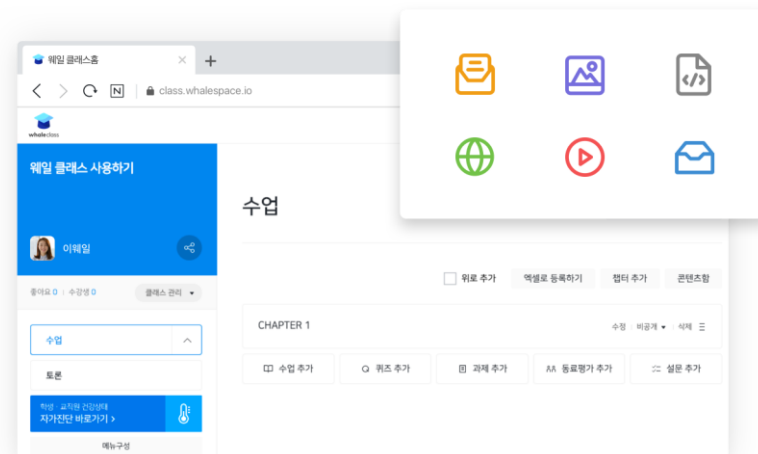 웨일 클래스홈
N
class.whalespace.io
whaleclass
웨일 클래스 사용하기
이웨일
좋아요 0 수강생 0
클래스 관리
수업
토론
학생 · 교직원 건강상태
자가진단 바로가기 >
메뉴구성
수업
위로 추가 엑셀로 등록하기 챕터 추가 콘텐츠함
CHAPTER 1
수정 비공개 삭제
수업 추가 퀴즈 추가 과제 추가 동료평가 추가 설문 추가